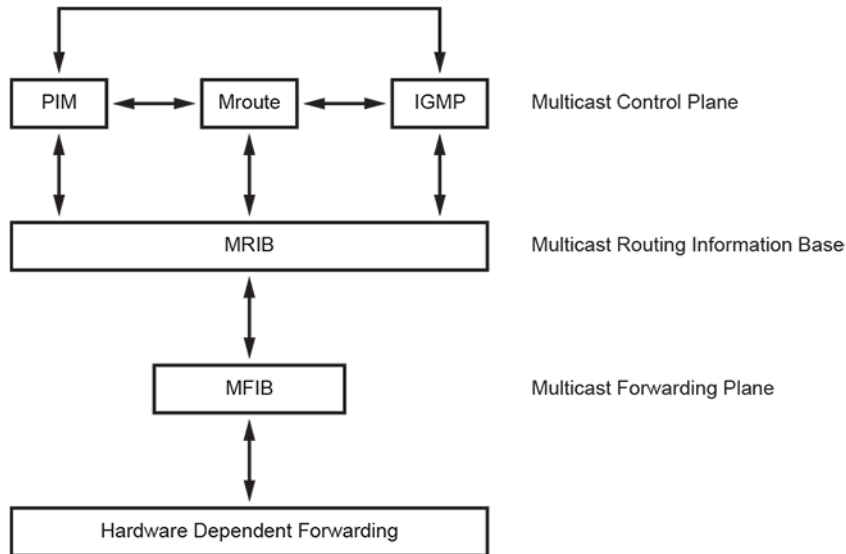 PIM
Mroute
IGMP
Multicast Control Plane
MRIB
Multicast Routing Information Base
MFIB
Multicast Forwarding Plane
Hardware Dependent Forwarding